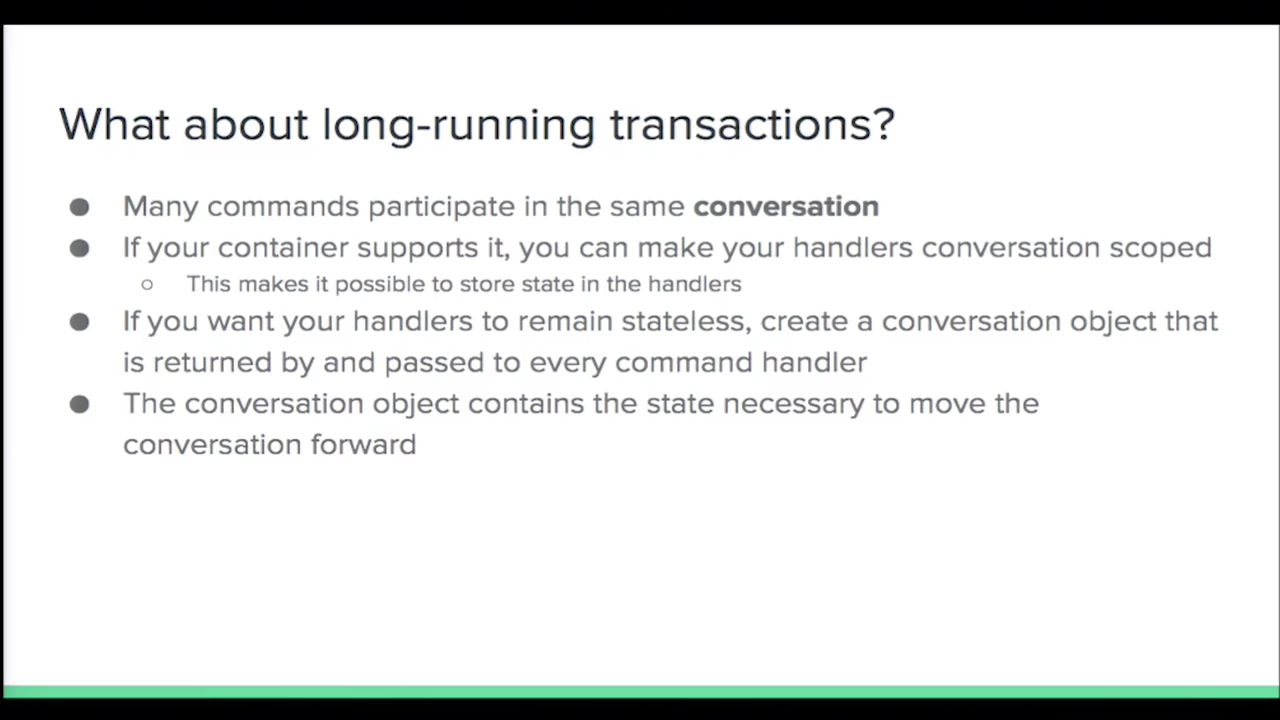 What about long-running transactions?
● Many commands participate in the same conversation
● If your container supports it, you can make your handlers conversation scoped
○ This makes it possible to store state in the handlers
● If you want your handlers to remain stateless, create a conversation object that
is returned by and passed to every command handler
● The conversation object contains the state necessary to move the
conversation forward